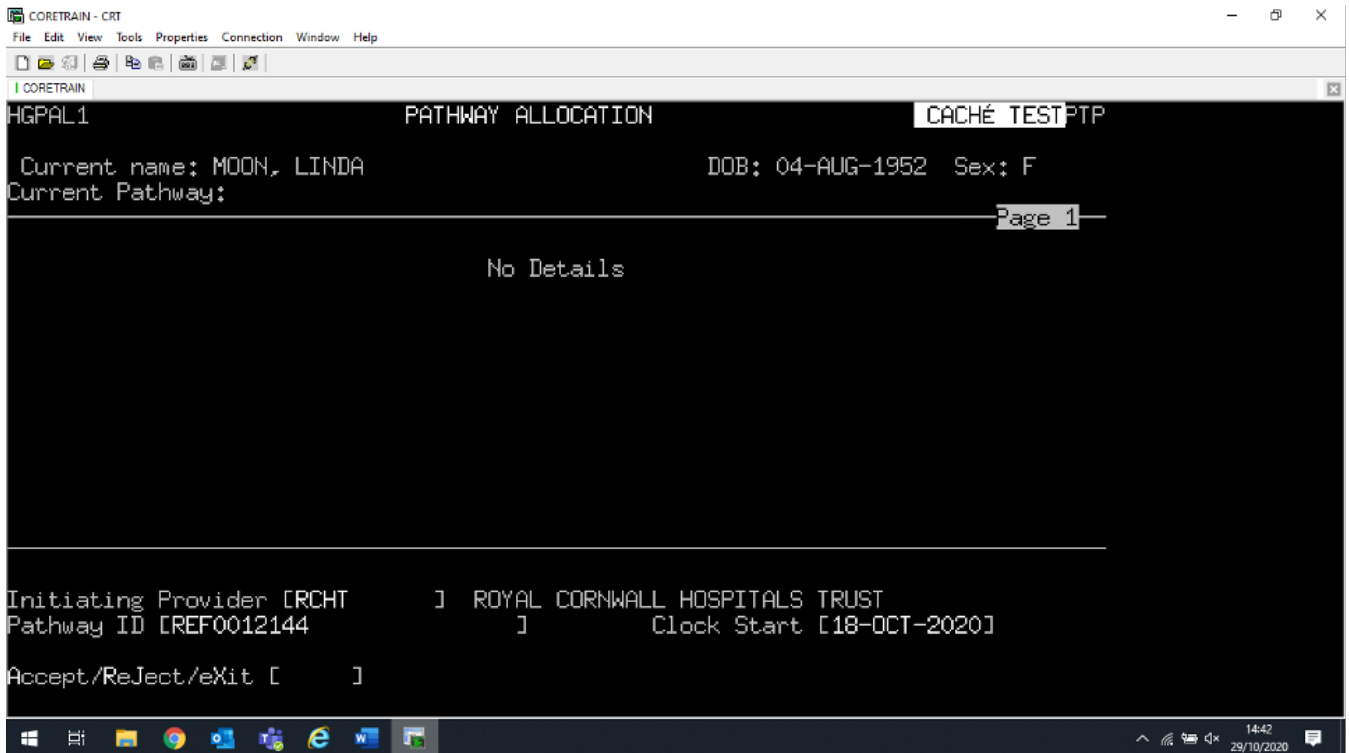 CORETRAIN - CRT
File Edit View Tools Properties Connection Window Help
CORETRAIN
HGPAL1 PATHWAY ALLOCATION CACHÉ TESTPTP
Current name: MOON, LINDA DOB: 04-AUG-1952 Sex: F
Current Pathway:
Page 1
No Details
Initiating Provider [RCHT ] ROYAL CORNWALL HOSPITALS TRUST
Pathway ID [REF0012144 ] Clock Start [18-OCT-2020]
Accept/ReJect/eXit [ ]
14:42
29/10/2020